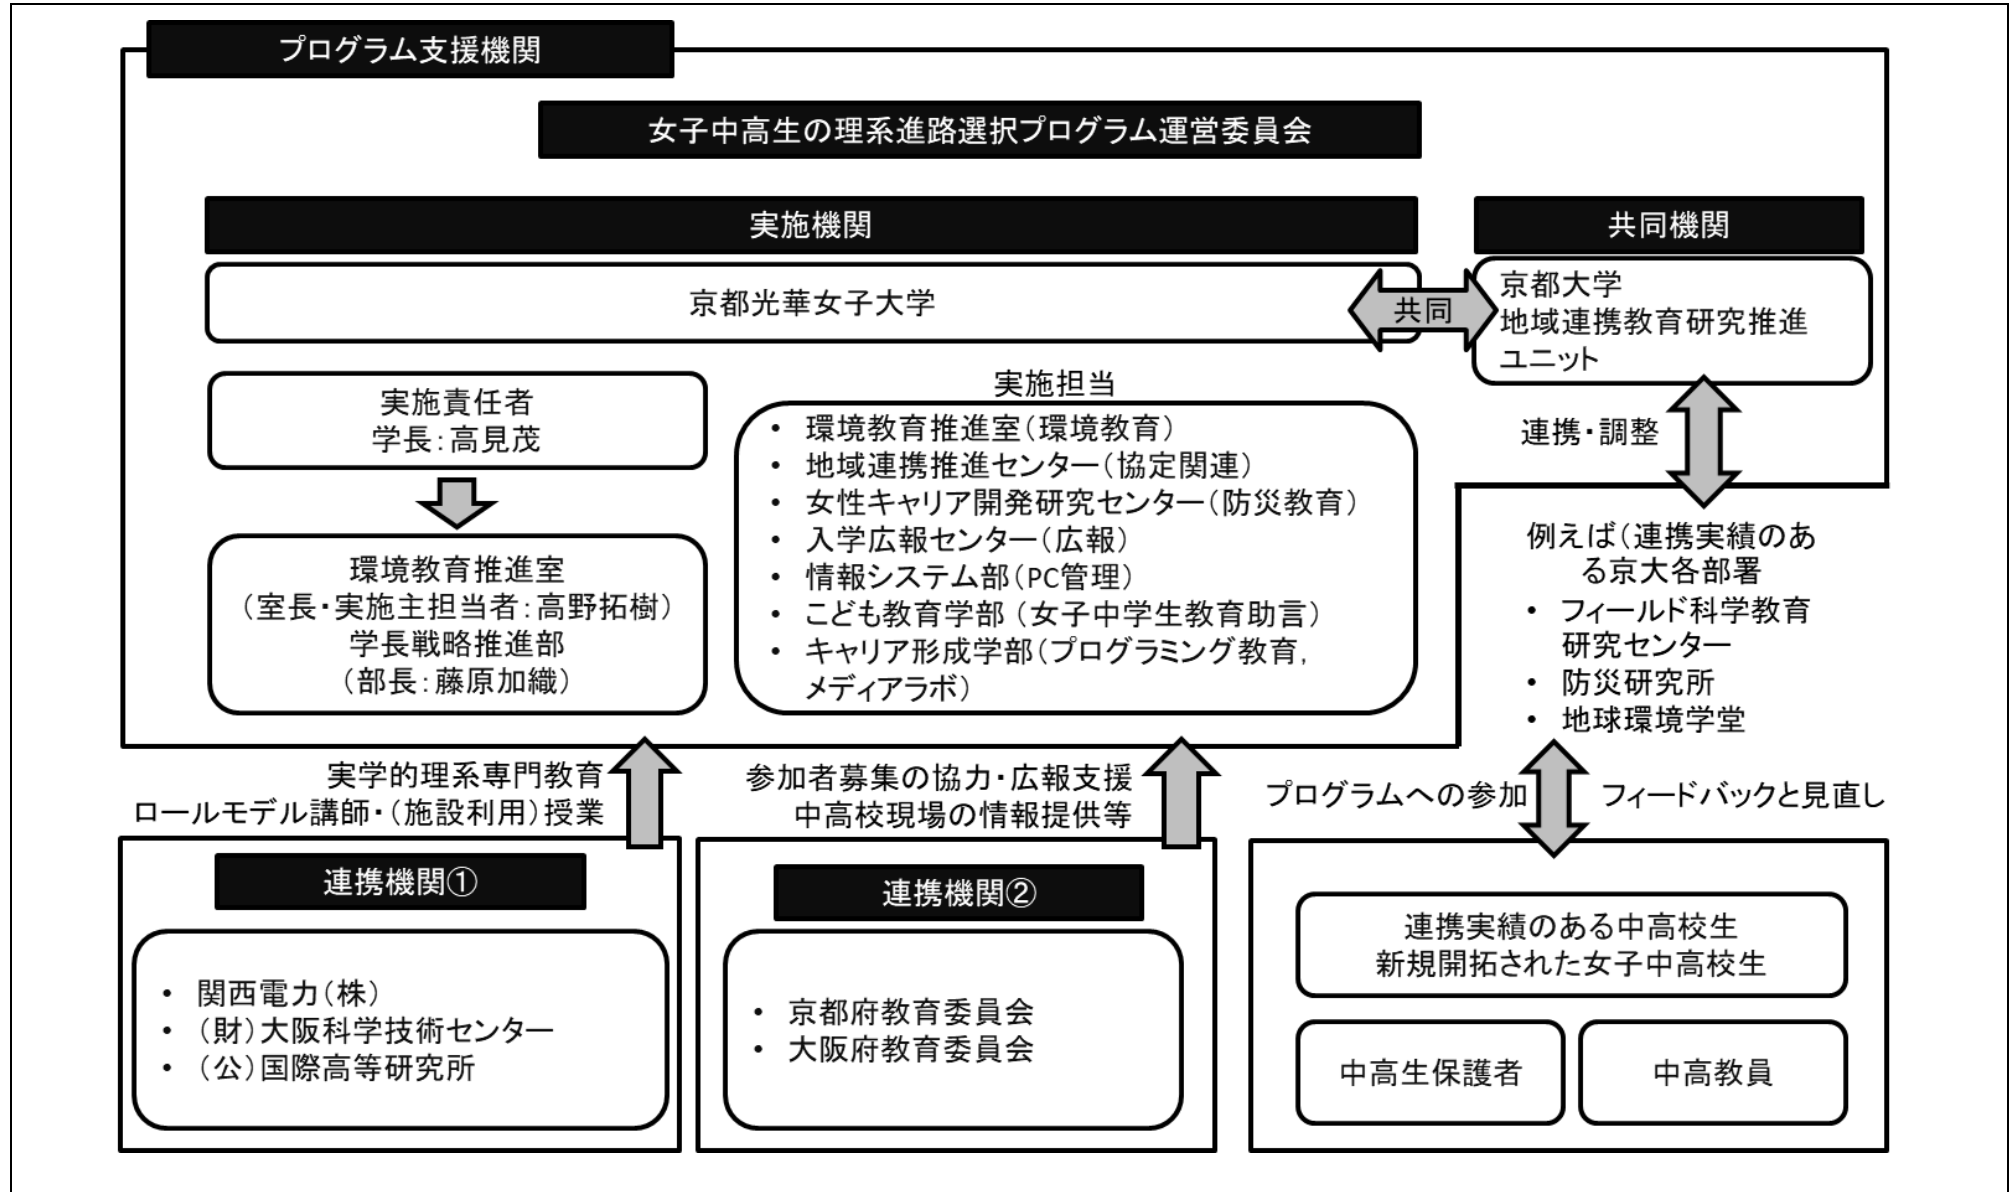 プログラム支援機関
女子中高生の理系進路選択プログラム運営委員会
実施機関
京都光華女子大学
共同
共同機関
京都大学
地域連携教育研究推進
ユニット
実施責任者
学長：高見茂
環境教育推進室
（室長・実施主担当者：高野拓樹）
学長戦略推進部
（部長：藤原加織）
実施担当
• 環境教育推進室（環境教育）
• 地域連携推進センター（協定関連）
• 女性キャリア開発研究センター（防災教育）
• 入学広報センター（広報）
• 情報システム部（PC管理）
• こども教育学部（女子中学生教育助言）
• キャリア形成学部（プログラミング教育，
メディアラボ）
連携・調整
例えば（連携実績のあ
る京大各部署
• フィールド科学教育
研究センター
• 防災研究所
• 地球環境学堂
実学的理系専門教育
ロールモデル講師・（施設利用）授業
参加者募集の協力・広報支援
中高校現場の情報提供等
プログラムへの参加
フィードバックと見直し
連携機関①
• 関西電力（株）
• （財）大阪科学技術センター
• （公）国際高等研究所
連携機関②
• 京都府教育委員会
• 大阪府教育委員会
連携実績のある中高校生
新規開拓された女子中高校生
中高生保護者
中高教員